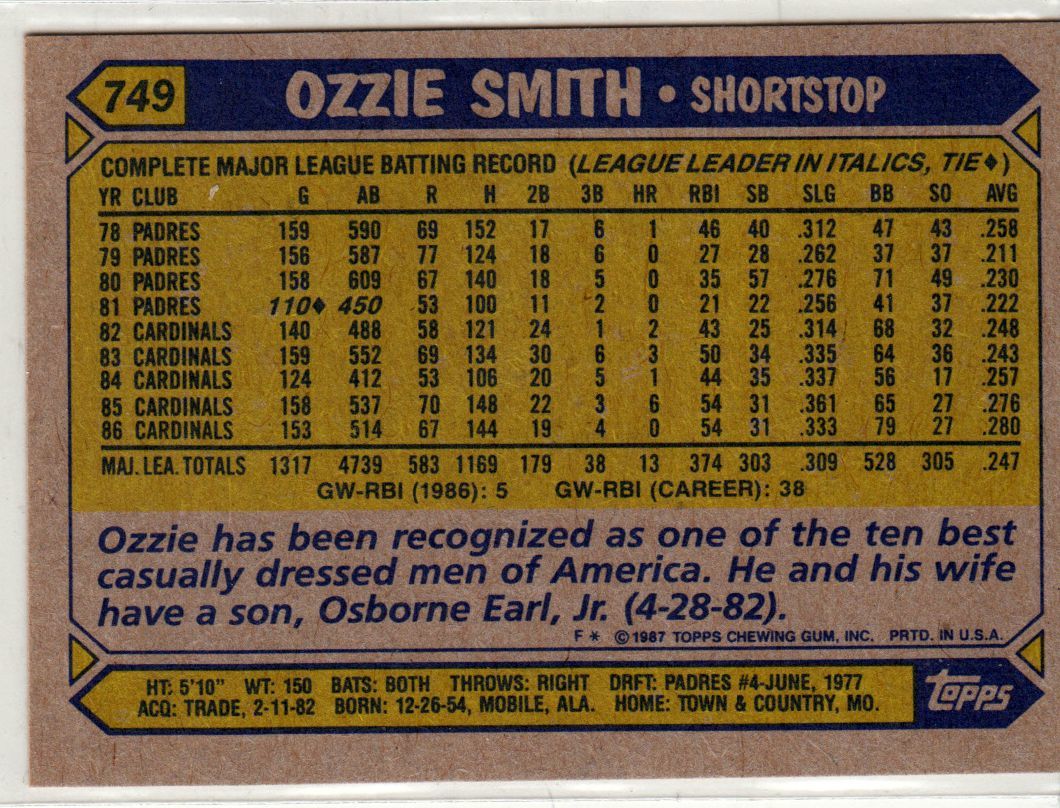 749 OZZIE SMITH • SHORTSTOP
COMPLETE MAJOR LEAGUE BATTING RECORD (LEAGUE LEADER IN ITALICS, TIE♦)
YR CLUB G AB R H 2B 3B HR RBI SB SLG BB SO AVG
78 PADRES 159 590 69 152 17 6 1 46 40 .312 47 43 .258
79 PADRES 156 587 77 124 18 6 0 27 28 .262 37 37 .211
80 PADRES 158 609 67 140 18 5 0 35 57 .276 71 49 .230
81 PADRES 110♦ 450 53 100 11 2 0 21 22 .256 41 37 .222
82 CARDINALS 140 488 58 121 24 1 2 43 25 .314 68 32 .248
83 CARDINALS 159 552 69 134 30 6 3 50 34 .335 64 36 .243
84 CARDINALS 124 412 53 106 20 5 1 44 35 .337 56 17 .257
85 CARDINALS 158 537 70 148 22 3 6 54 31 .361 65 27 .276
86 CARDINALS 153 514 67 144 19 4 0 54 31 .333 79 27 .280
MAJ. LEA. TOTALS 1317 4739 583 1169 179 38 13 374 303 .309 528 305 .247
GW-RBI (1986): 5 GW-RBI (CAREER): 38
Ozzie has been recognized as one of the ten best
casually dressed men of America. He and his wife
have a son, Osborne Earl, Jr. (4-28-82).
F * © 1987 TOPPS CHEWING GUM, INC. PRTD. IN U.S.A.
HT: 5'10" WT: 150 BATS: BOTH THROWS: RIGHT DRFT: PADRES #4-JUNE, 1977
ACQ: TRADE, 2-11-82 BORN: 12-26-54, MOBILE, ALA. HOME: TOWN & COUNTRY, MO.
topps